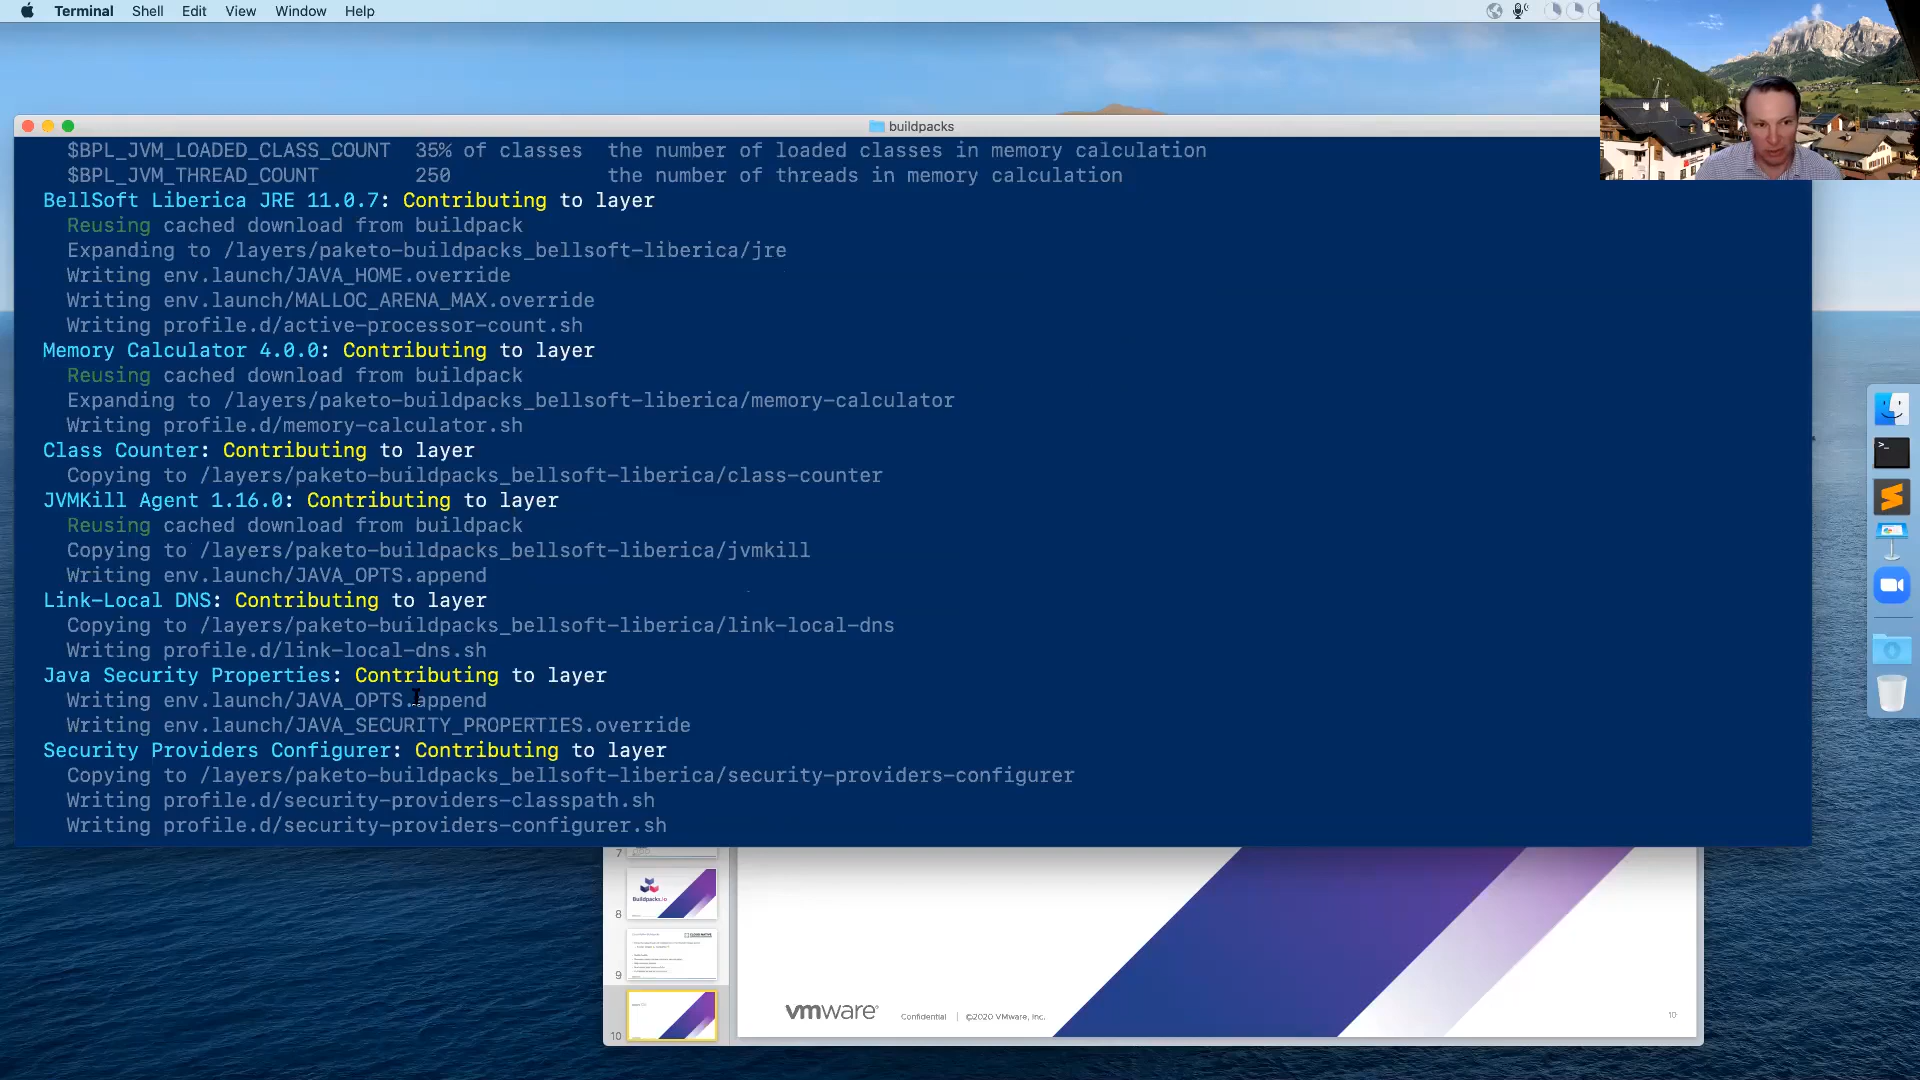 Terminal Shell Edit View Window Help
buildpacks
$BPL_JVM_LOADED_CLASS_COUNT 35% of classes the number of loaded classes in memory calculation
$BPL_JVM_THREAD_COUNT 250 the number of threads in memory calculation
BellSoft Liberica JRE 11.0.7: Contributing to layer
Reusing cached download from buildpack
Expanding to /layers/paketo-buildpacks_bellsoft-liberica/jre
Writing env.launch/JAVA_HOME.override
Writing env.launch/MALLOC_ARENA_MAX.override
Writing profile.d/active-processor-count.sh
Memory Calculator 4.0.0: Contributing to layer
Reusing cached download from buildpack
Expanding to /layers/paketo-buildpacks_bellsoft-liberica/memory-calculator
Writing profile.d/memory-calculator.sh
Class Counter: Contributing to layer
Copying to /layers/paketo-buildpacks_bellsoft-liberica/class-counter
JVMKill Agent 1.16.0: Contributing to layer
Reusing cached download from buildpack
Copying to /layers/paketo-buildpacks_bellsoft-liberica/jvmkill
Writing env.launch/JAVA_OPTS.append
Link-Local DNS: Contributing to layer
Copying to /layers/paketo-buildpacks_bellsoft-liberica/link-local-dns
Writing profile.d/link-local-dns.sh
Java Security Properties: Contributing to layer
Writing env.launch/JAVA_OPTS.append
Writing env.launch/JAVA_SECURITY_PROPERTIES.override
Security Providers Configurer: Contributing to layer
Copying to /layers/paketo-buildpacks_bellsoft-liberica/security-providers-configurer
Writing profile.d/security-providers-classpath.sh
Writing profile.d/security-providers-configurer.sh
7
Buildpacks.io
8
CLOUD NATIVE
9
10
vmware® Confidential | ©2020 VMware, Inc. 10